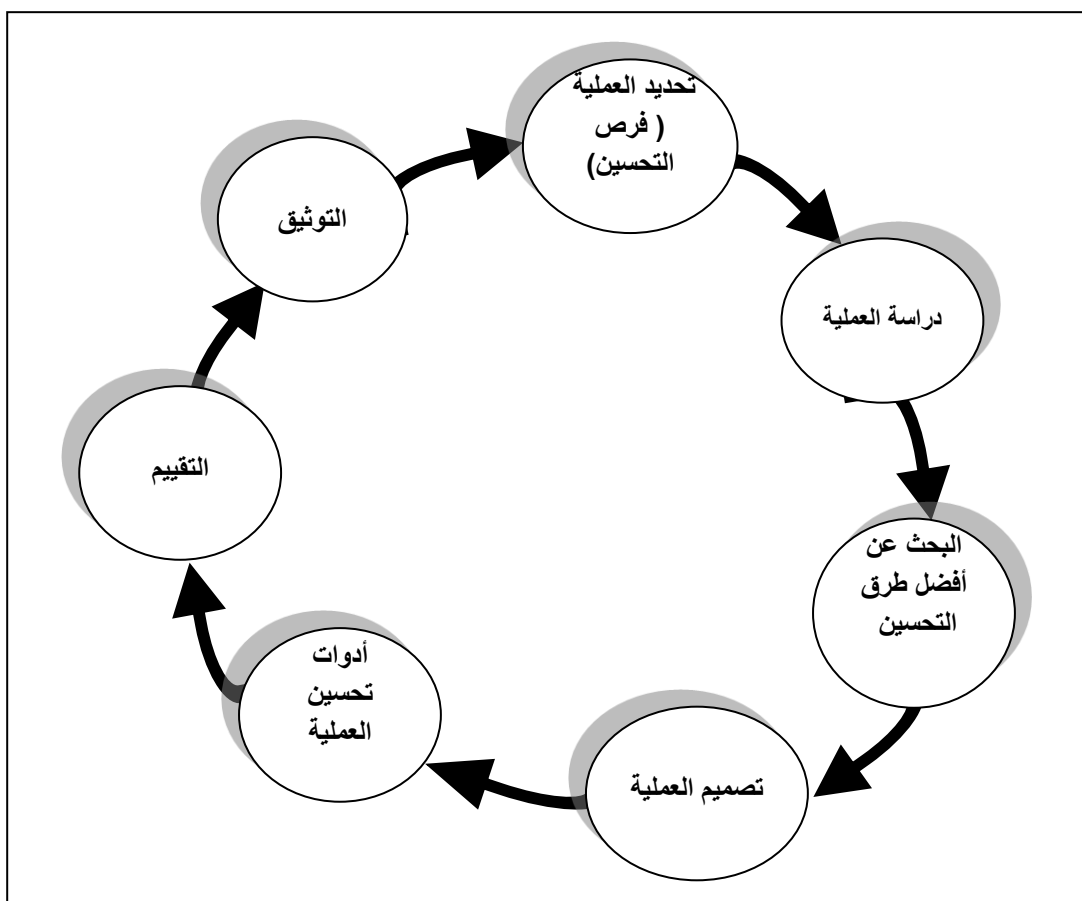 تحديد العملية
( فرص
التحسين)
دراسة العملية
البحث عن
أفضل طرق
التحسين
تصميم العملية
أدوات
تحسين
العملية
التقييم
التوثيق